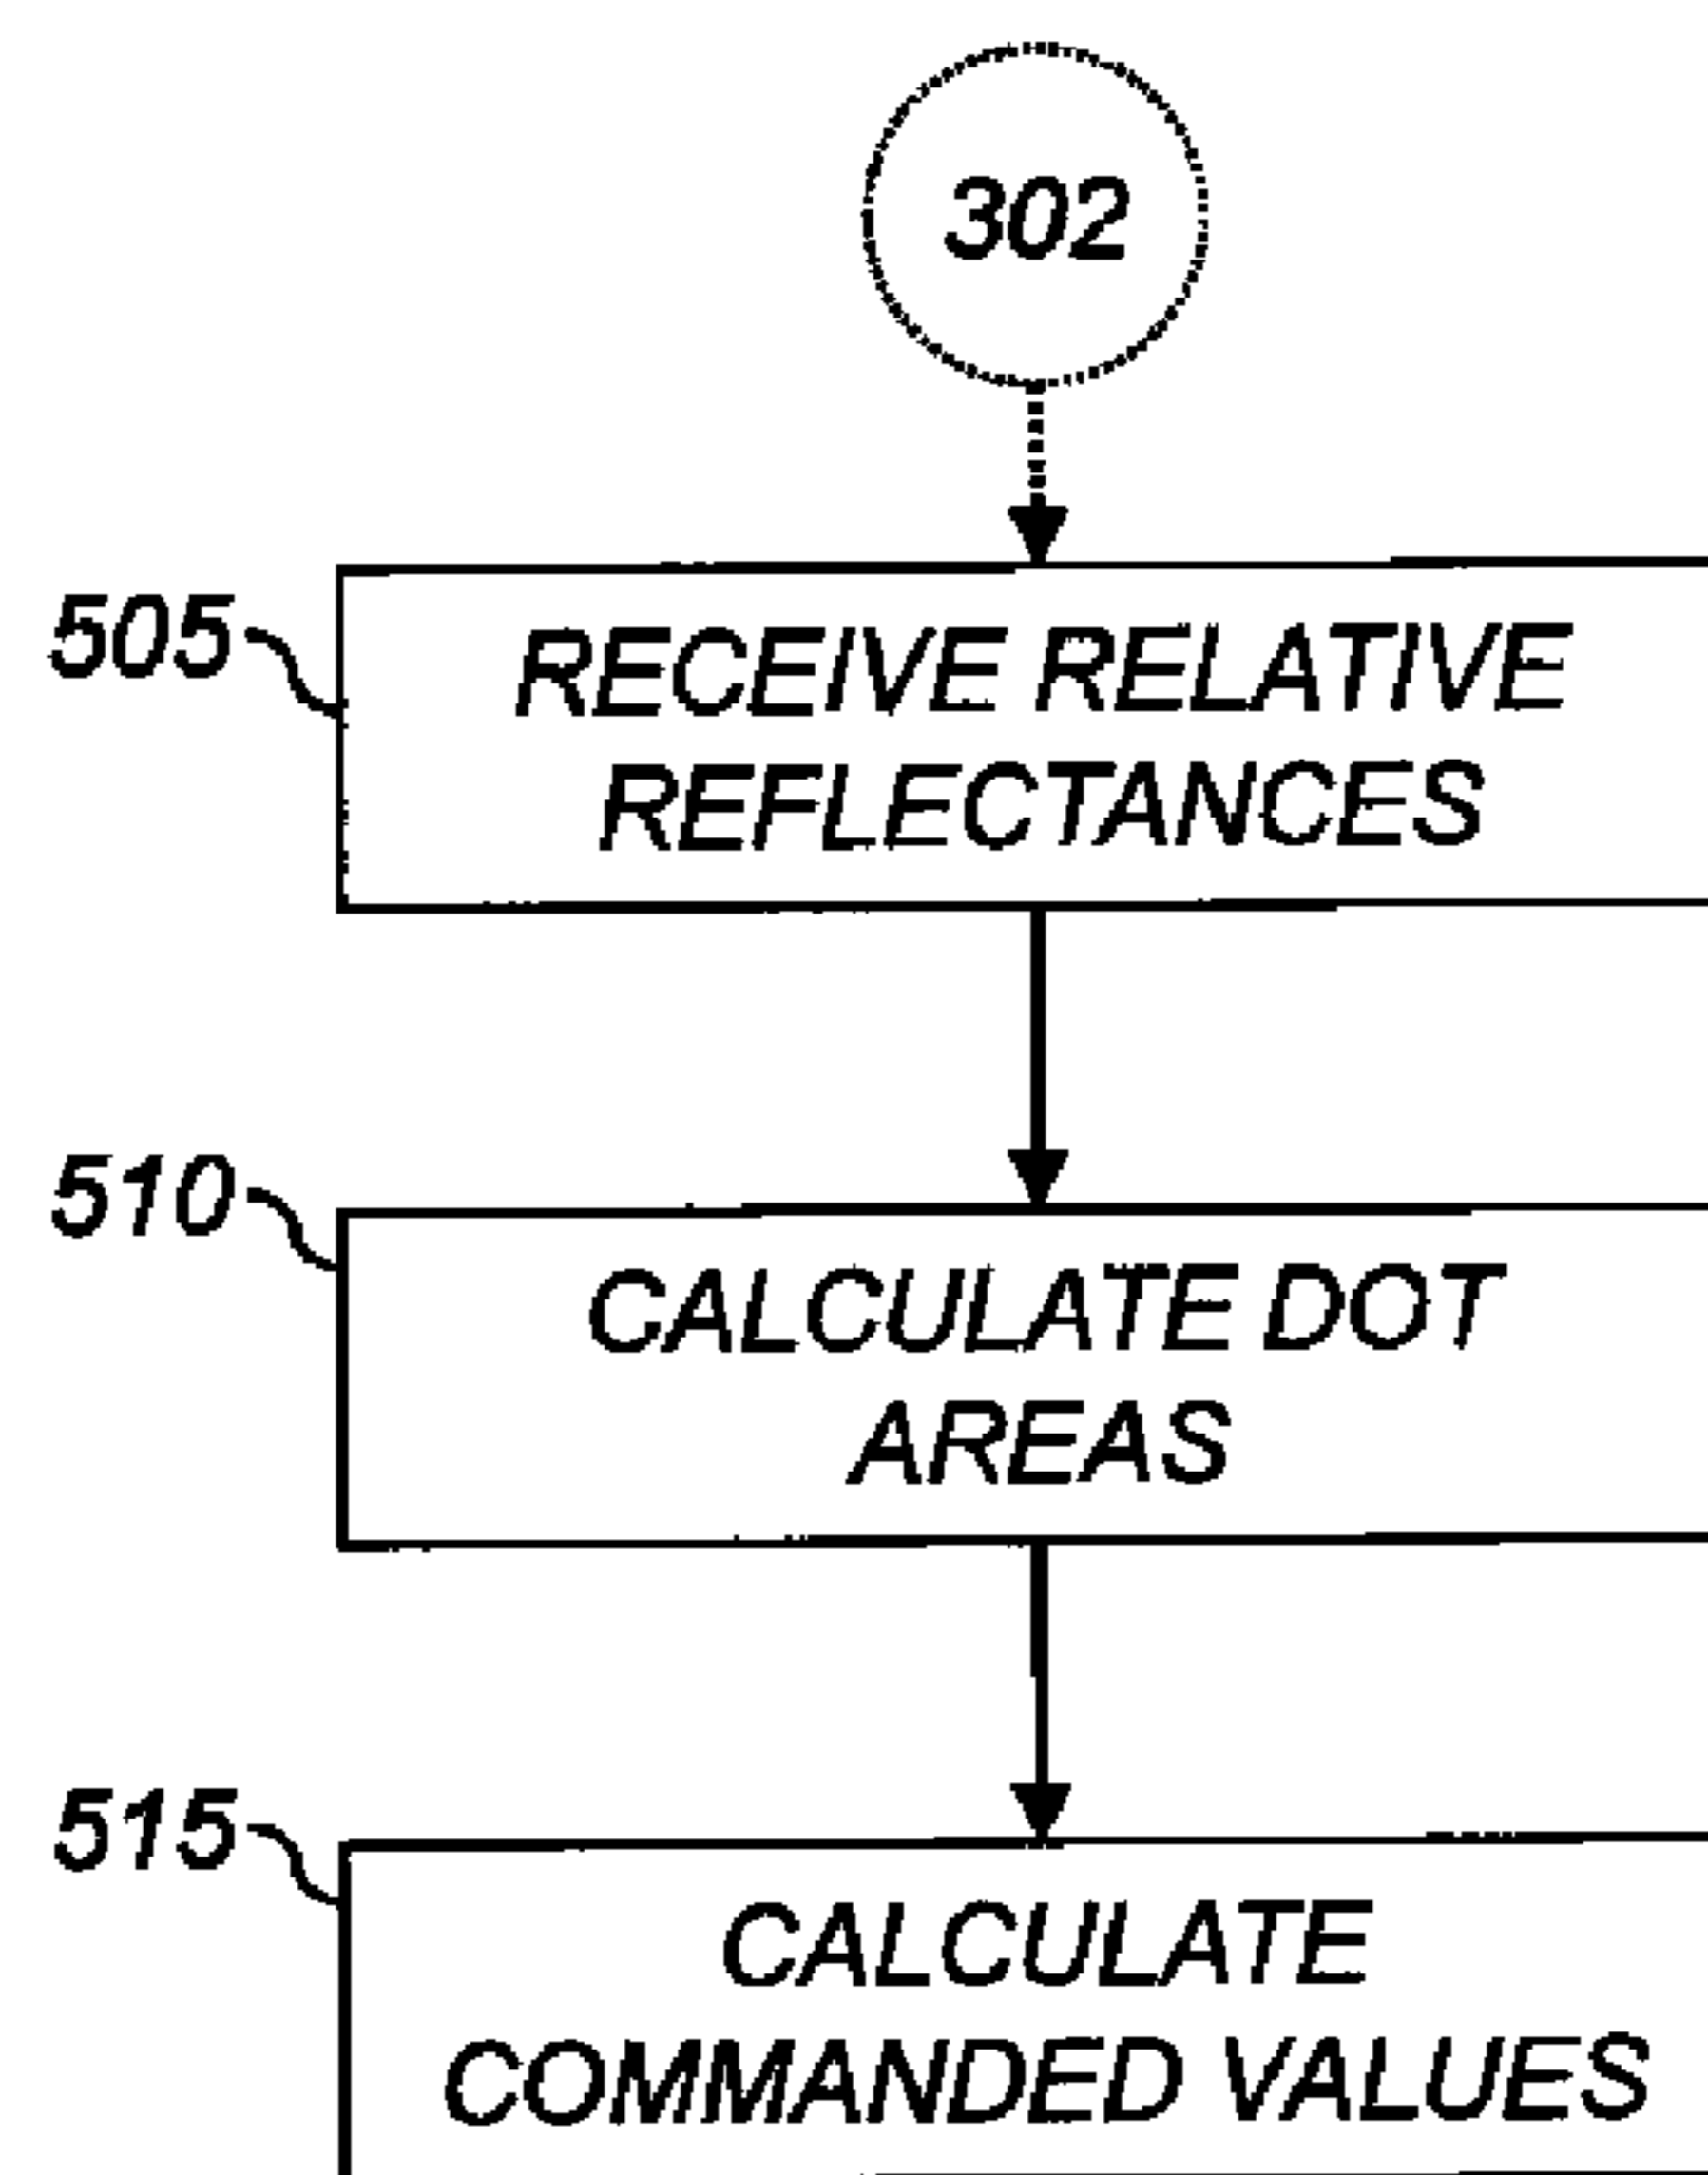 302
505
RECEIVE RELATIVE
REFLECTANCES
510
CALCULATE DOT
AREAS
515
CALCULATE
COMMANDED VALUES